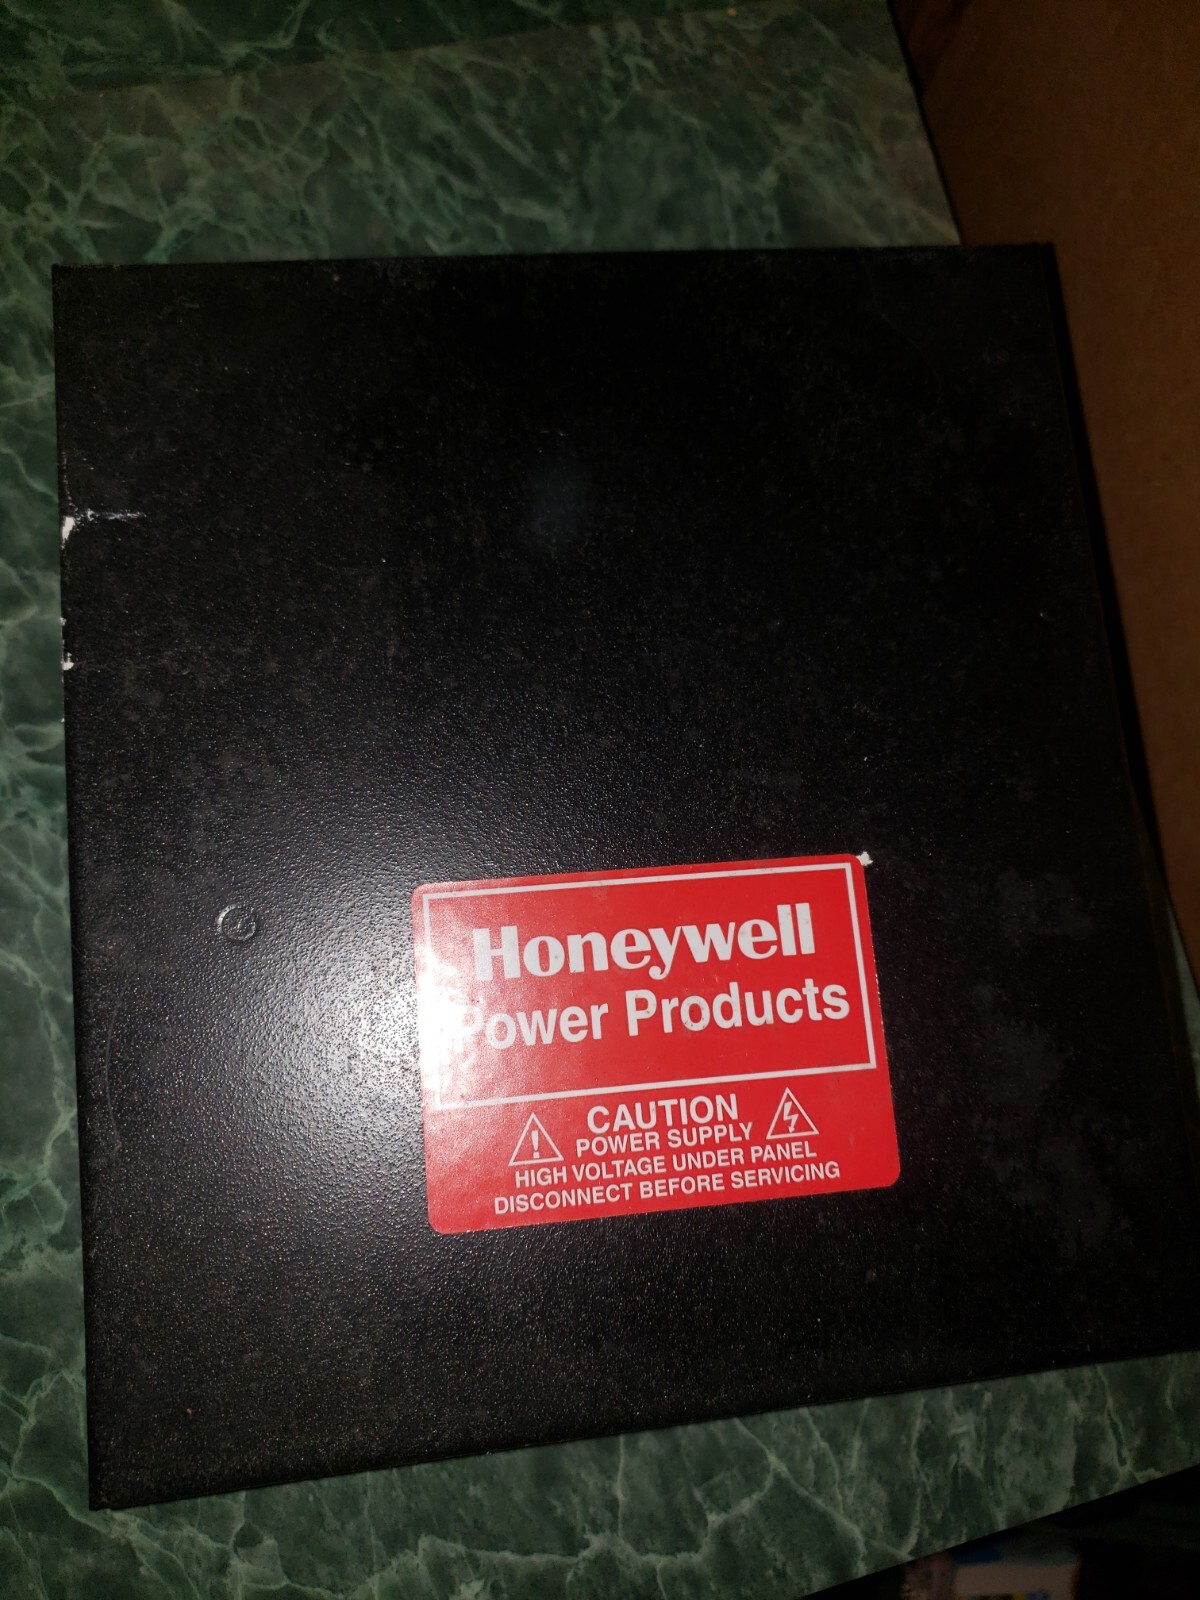 Honeywell
Power Products
CAUTION
POWER SUPPLY
HIGH VOLTAGE UNDER PANEL
DISCONNECT BEFORE SERVICING